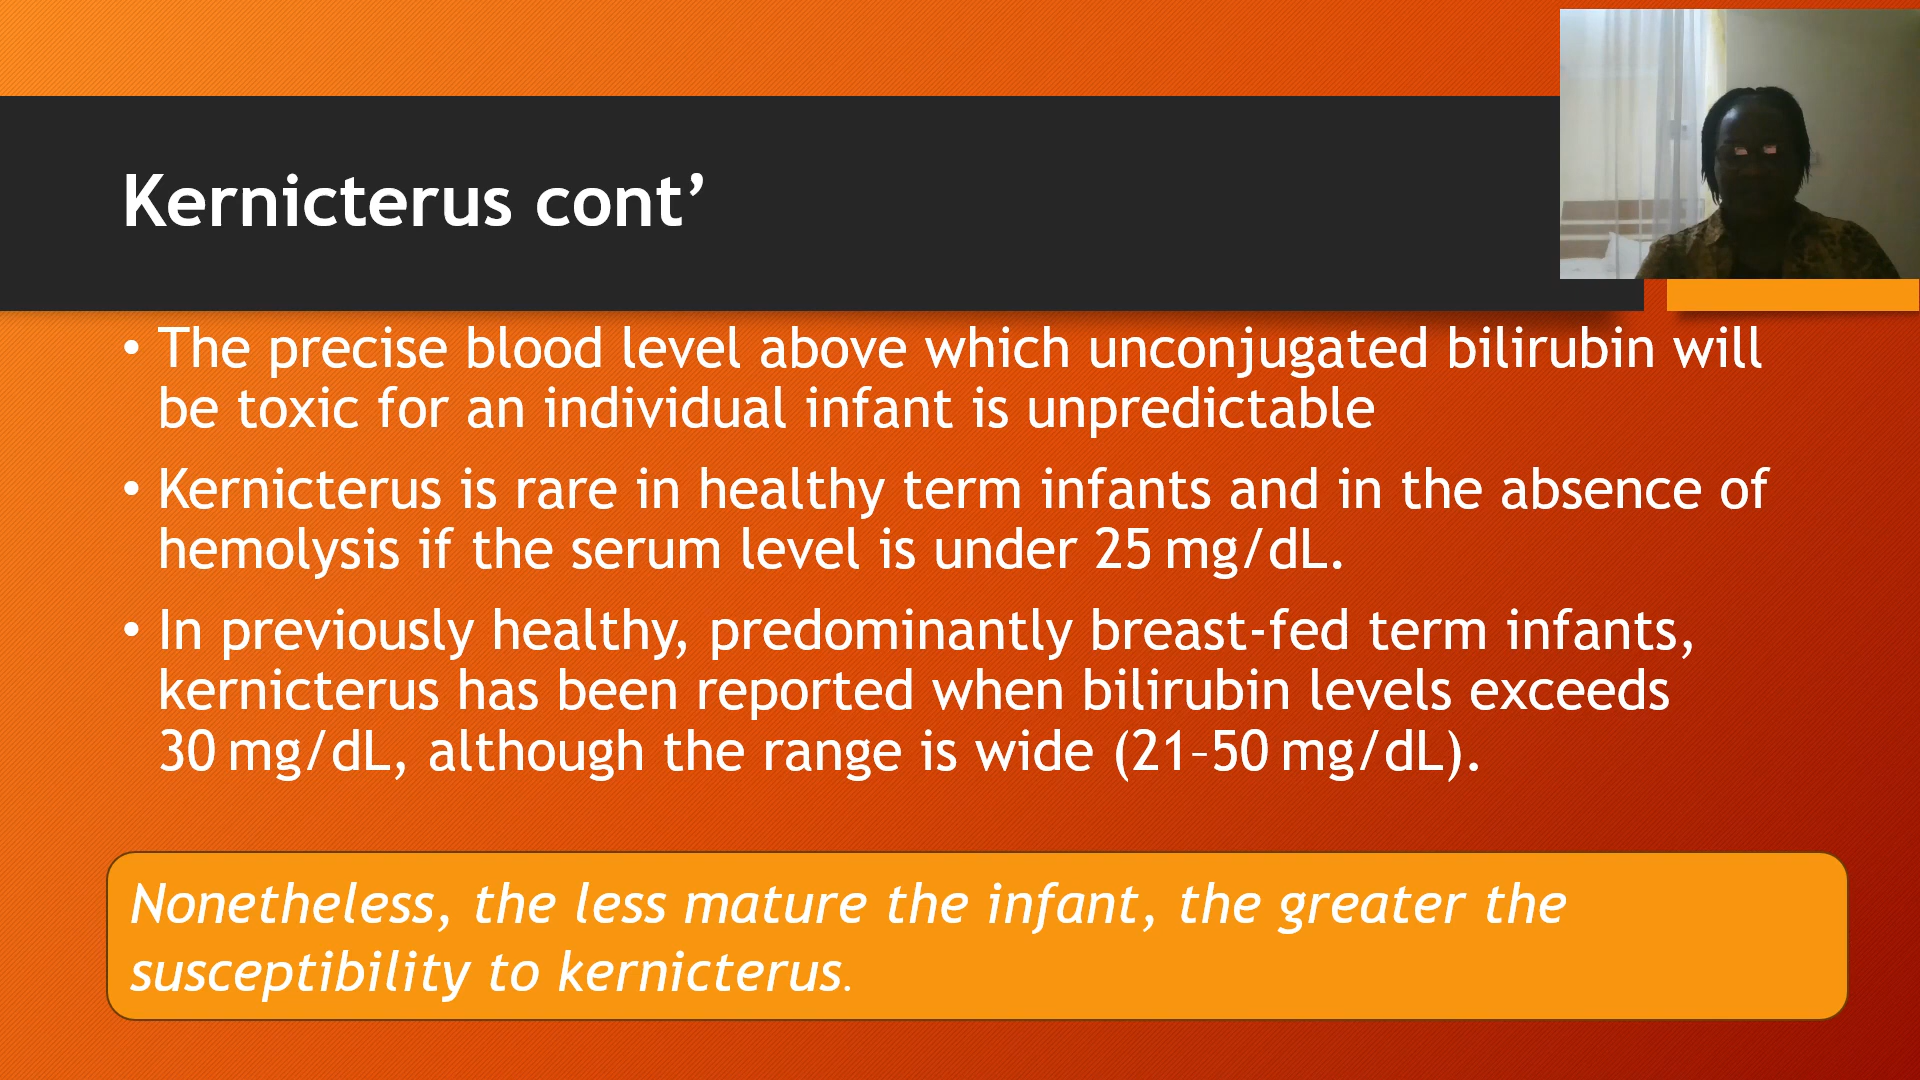 Kernicterus cont’
• The precise blood level above which unconjugated bilirubin will
be toxic for an individual infant is unpredictable
• Kernicterus is rare in healthy term infants and in the absence of
hemolysis if the serum level is under 25 mg/dL.
• In previously healthy, predominantly breast-fed term infants,
kernicterus has been reported when bilirubin levels exceeds
30 mg/dL, although the range is wide (21–50 mg/dL).
Nonetheless, the less mature the infant, the greater the
susceptibility to kernicterus.